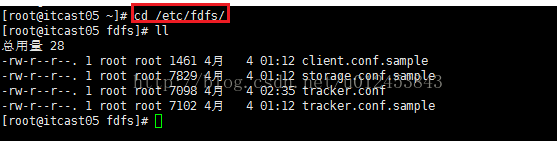 [root@itcast05 ~]# cd /etc/fdfs/
[root@itcast05 fdfs]# ll
总用量 28
-rw-r--r--. 1 root root 1461 4月   4 01:12 client.conf.sample
-rw-r--r--. 1 root root 7829 4月   4 01:12 storage.conf.sample
-rw-r--r--. 1 root root 7098 4月   4 02:35 tracker.conf
-rw-r--r--. 1 root root 7102 4月   4 01:12 tracker.conf.sample
[root@itcast05 fdfs]#